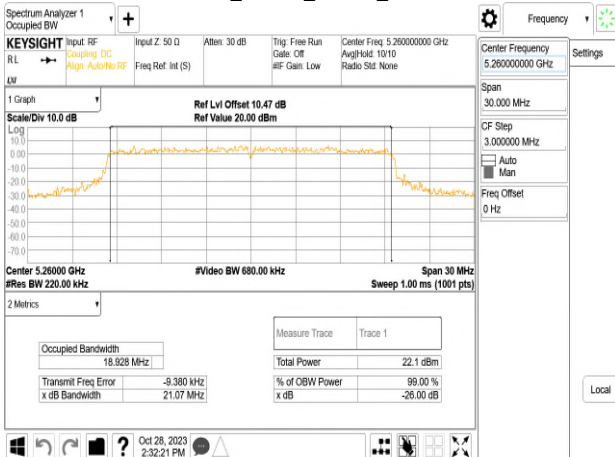 Spectrum Analyzer 1
Occupied BW
Frequency
KEYSIGHT
Input: RF
Coupling: DC
Align: Auto/No RF
Input Z: 50 Ω
Freq Ref: Int (S)
Atten: 30 dB
Trig: Free Run
Gate: Off
#IF Gain: Low
Center Freq: 5.260000000 GHz
Avg|Hold: 10/10
Radio Std: None
RL
LXI
Center Frequency
5.260000000 GHz
Settings
Span
30.000 MHz
CF Step
3.000000 MHz
Auto
Man
Freq Offset
0 Hz
Local
1 Graph
Scale/Div 10.0 dB
Ref Lvl Offset 10.47 dB
Ref Value 20.00 dBm
Log
10.0
0.00
-10.0
-20.0
-30.0
-40.0
-50.0
-60.0
-70.0
Center 5.26000 GHz
#Video BW 680.00 kHz
Span 30 MHz
#Res BW 220.00 kHz
Sweep 1.00 ms (1001 pts)
2 Metrics
Measure Trace Trace 1
Occupied Bandwidth
18.928 MHz
Total Power 22.1 dBm
Transmit Freq Error -9.380 kHz
% of OBW Power 99.00 %
x dB Bandwidth 21.07 MHz
x dB -26.00 dB
?
Oct 28, 2023
2:32:21 PM